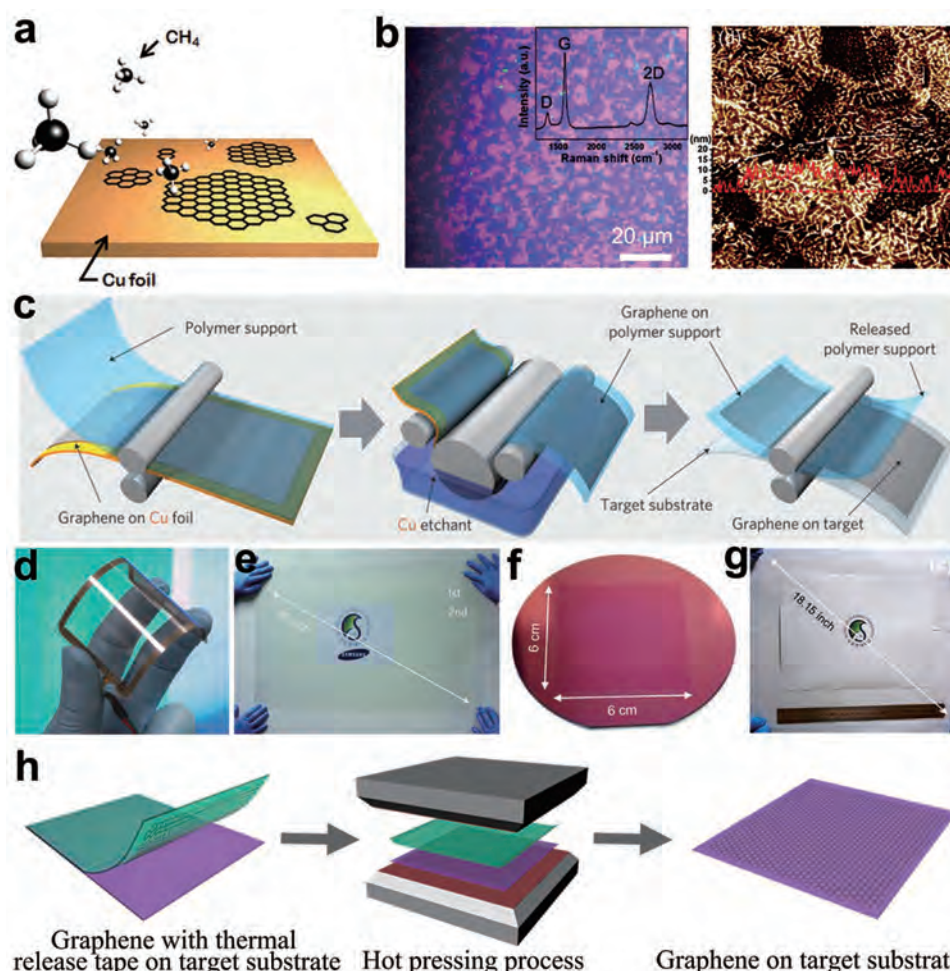 a
CH4
Cu foil
b
Intensity (a.u.)
D
G
2D
1500 2000 2500 3000
Raman shift (cm-1)
20 μm
(nm)
20
15
10
5
0
c
Polymer support
Graphene on Cu foil
Graphene on
polymer support
Cu etchant
Released
polymer support
Target substrate
Graphene on target
d
e
1st
2nd
SAMSUNG
f
6 cm
6 cm
g
18.15 inch
h
Graphene with thermal
release tape on target substrate
Hot pressing process
Graphene on target substrat